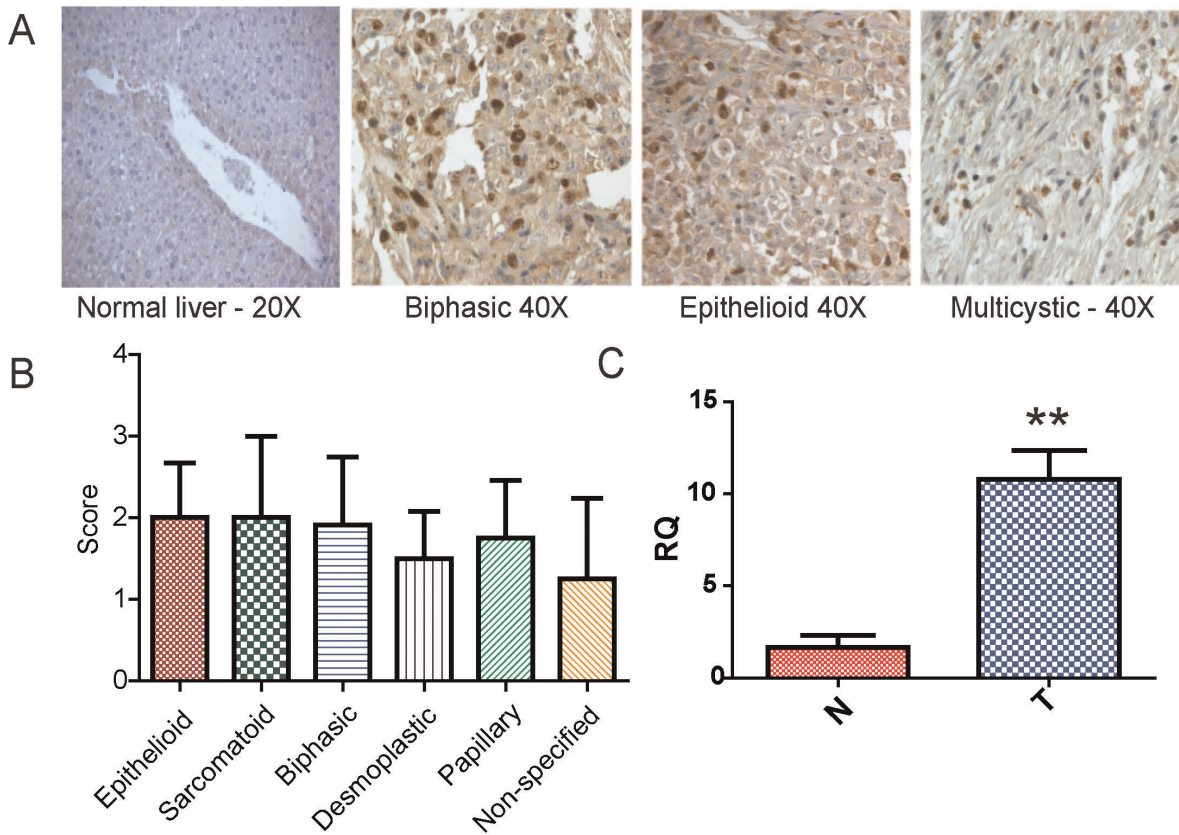 A
Normal liver - 20X
Biphasic 40X
Epithelioid 40X
Multicystic - 40X
B
Score
4
3
2
1
0
Epithelioid
Sarcomatoid
Biphasic
Desmoplastic
Papillary
Non-specified
C
RQ
15
10
5
0
**
N
T